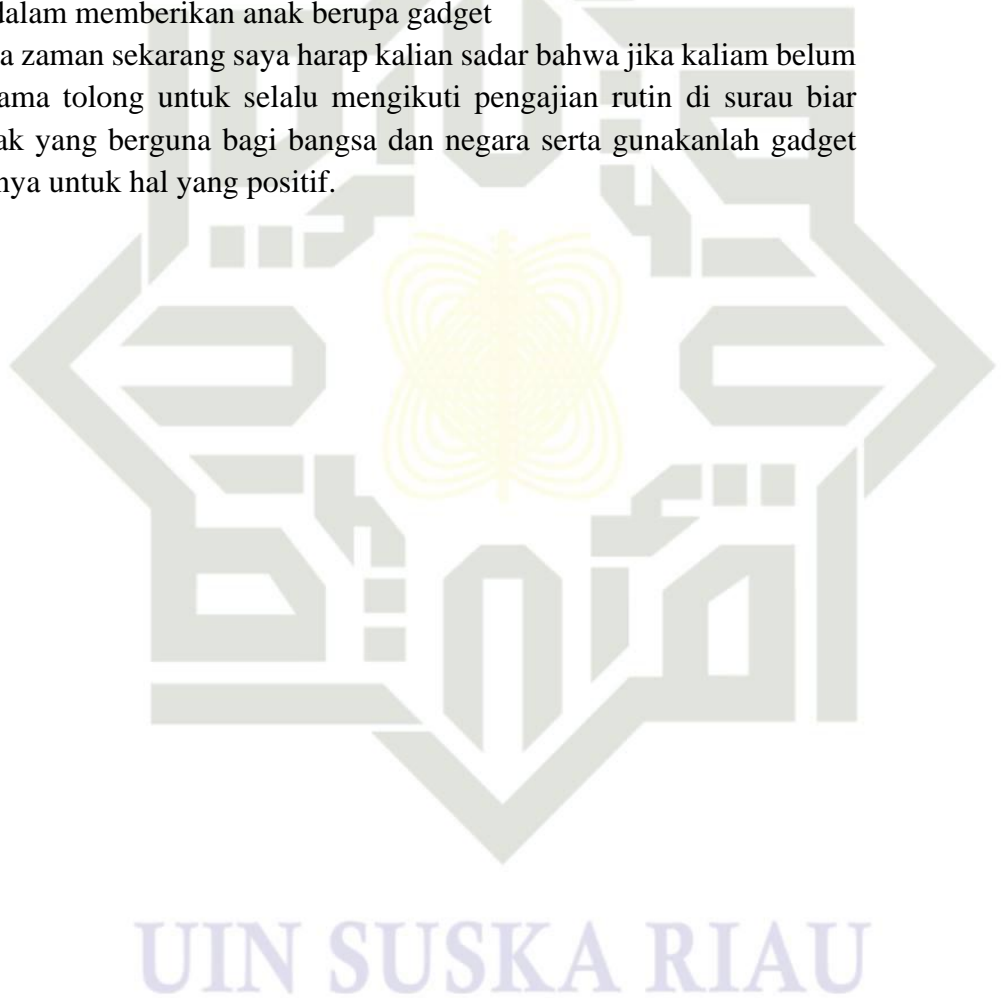 dalam memberikan anak berupa gadget
a zaman sekarang saya harap kalian sadar bahwa jika kaliam belum
ama tolong untuk selalu mengikuti pengajian rutin di surau biar
ak yang berguna bagi bangsa dan negara serta gunakanlah gadget
nya untuk hal yang positif.
UIN SUSKA RIAU